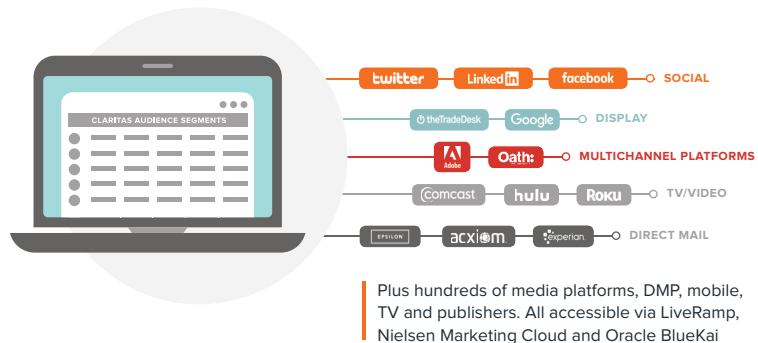 CLARITAS AUDIENCE SEGMENTS
twitter LinkedIn facebook SOCIAL
theTradeDesk Google DISPLAY
Adobe Oath: MULTICHANNEL PLATFORMS
comcast hulu ROKU TV/VIDEO
EPSILON acxiom. experian. DIRECT MAIL
Plus hundreds of media platforms, DMP, mobile,
TV and publishers. All accessible via LiveRamp,
Nielsen Marketing Cloud and Oracle BlueKai